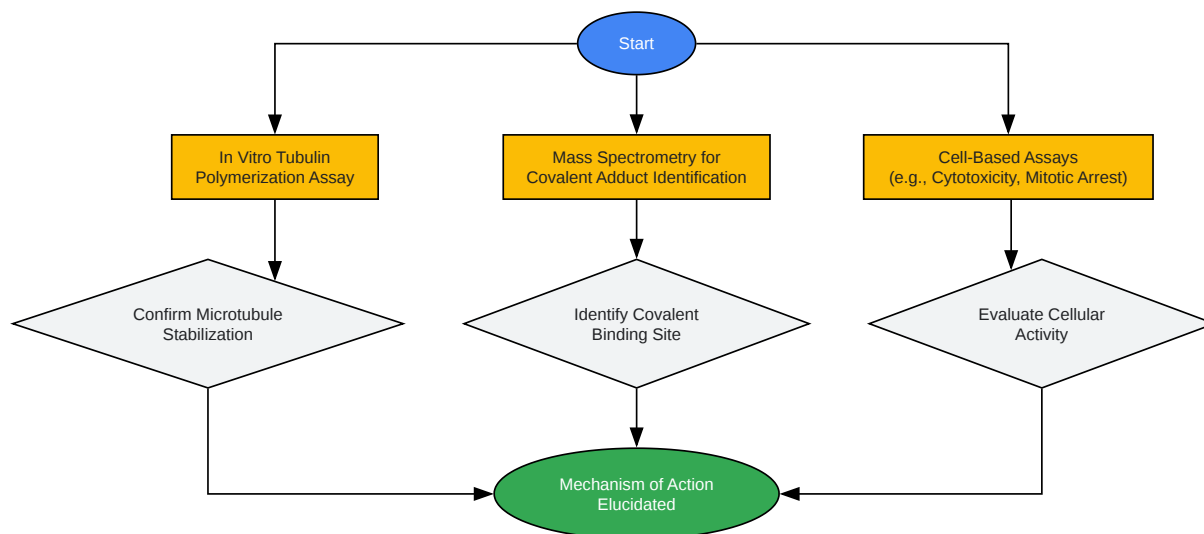 Start
In Vitro Tubulin
Polymerization Assay
Mass Spectrometry for
Covalent Adduct Identification
Cell-Based Assays
(e.g., Cytotoxicity, Mitotic Arrest)
Confirm Microtubule
Stabilization
Identify Covalent
Binding Site
Evaluate Cellular
Activity
Mechanism of Action
Elucidated